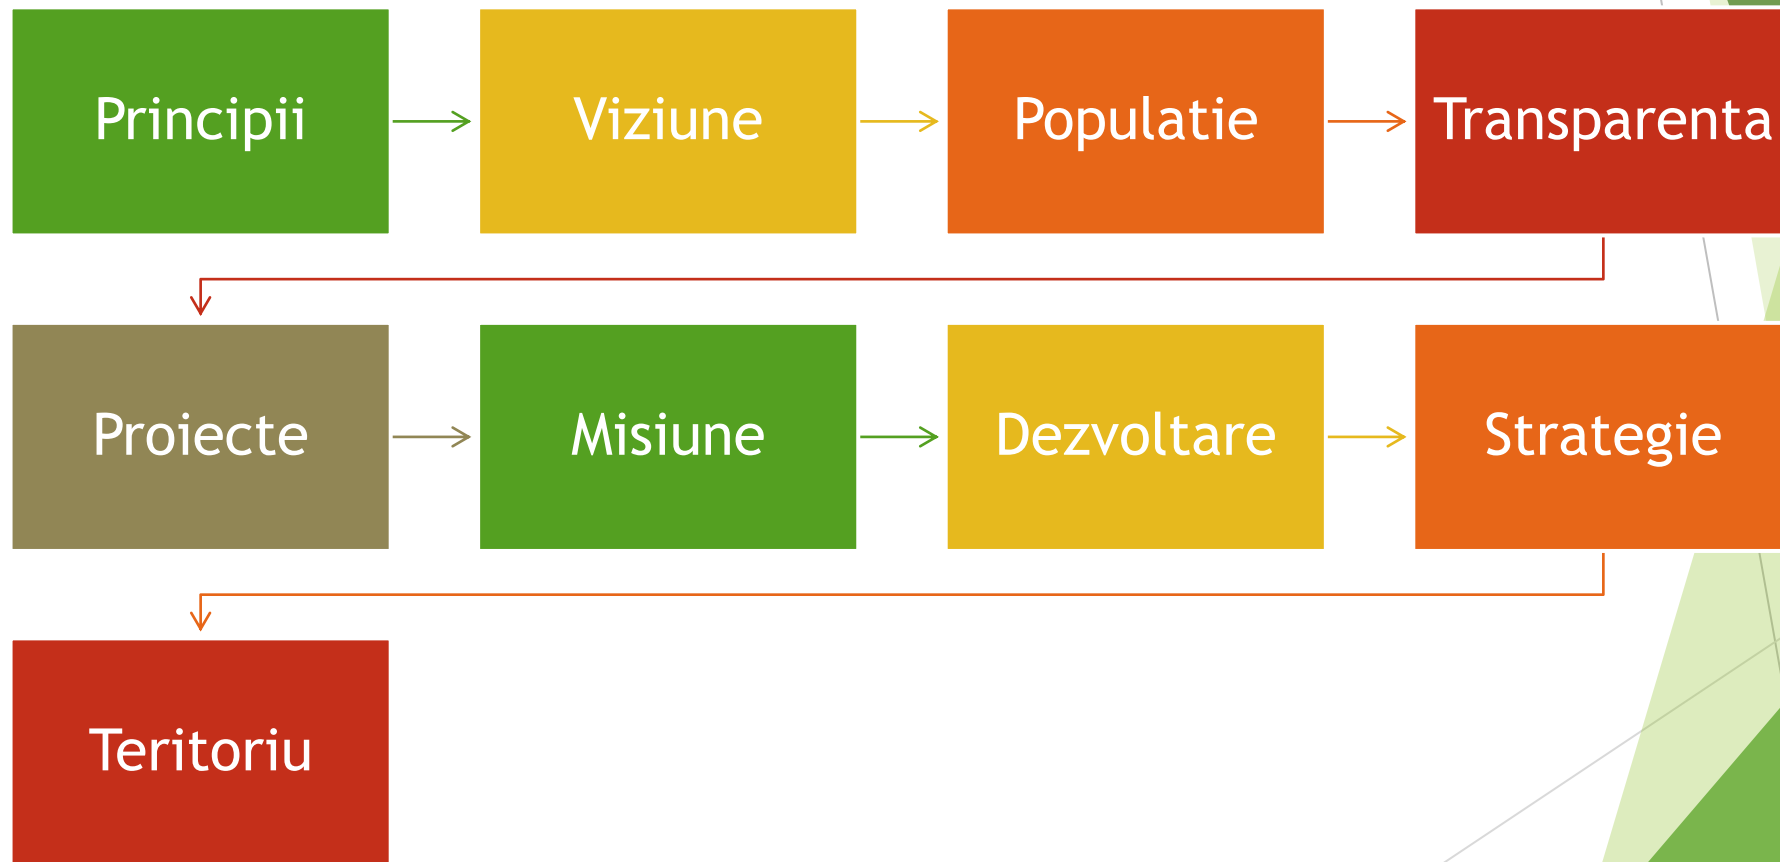 Principii
Viziune
Populatie
Transparenta
Proiecte
Misiune
Dezvoltare
Strategie
Teritoriu